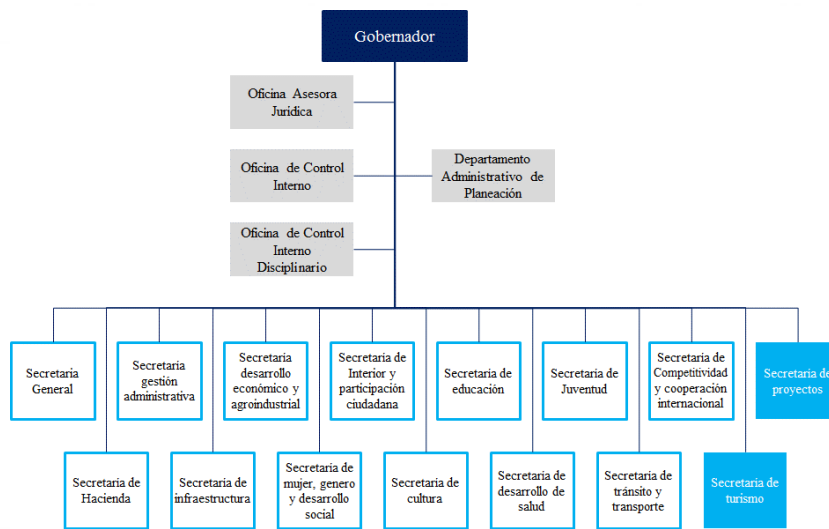 Gobernador
Oficina Asesora
Jurídica
Oficina de Control
Interno
Departamento
Administrativo de
Planeación
Oficina de Control
Interno
Disciplinario
Secretaria
General
Secretaria
gestión
administrativa
Secretaria
desarrollo
económico y
agroindustrial
Secretaria de
Interior y
participación
ciudadana
Secretaria de
educación
Secretaria de
Juventud
Secretaria de
Competitividad
y cooperación
internacional
Secretaria de
proyectos
Secretaria de
Hacienda
Secretaria de
infraestructura
Secretaria de
mujer, genero
y desarrollo
social
Secretaria de
cultura
Secretaria de
desarrollo de
salud
Secretaria de
tránsito y
transporte
Secretaria de
turismo